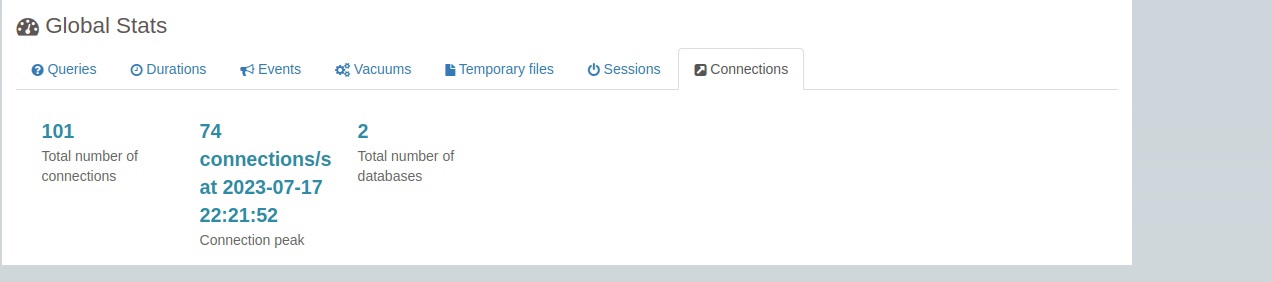 Global Stats
Queries Durations Events Vacuums Temporary files Sessions Connections
101
Total number of
connections
74
connections/s
at 2023-07-17
22:21:52
Connection peak
2
Total number of
databases